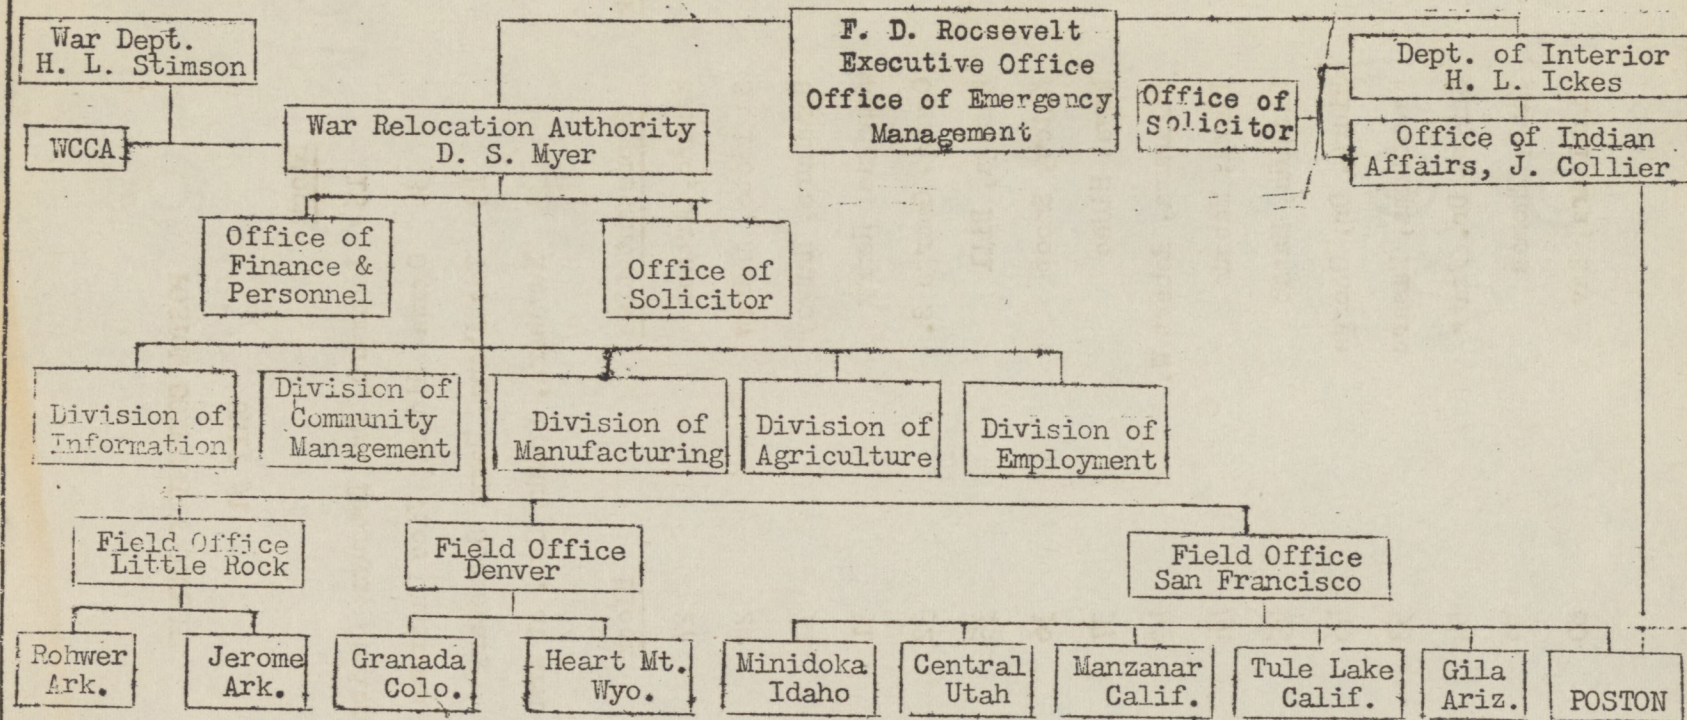 War Dept.
H. L. Stimson
WCCA
War Relocation Authority
D. S. Myer
F. D. Rocsevelt
Executive Office
Office of Emergency
Management
Office of
Solicitor
Dept. of Interior
H. L. Ickes
Office of Indian
Affairs, J. Collier
Office of
Finance &
Personnel
Office of
Solicitor
Division of
Information
Division of
Community
Management
Division of
Manufacturing
Division of
Agriculture
Division of
Employment
Field Office
Little Rock
Field Office
Denver
Field Office
San Francisco
Rohwer
Ark.
Jerome
Ark.
Granada
Colo.
Heart Mt.
Wyo.
Minidoka
Idaho
Central
Utah
Manzanar
Calif.
Tule Lake
Calif.
Gila
Ariz.
POSTON